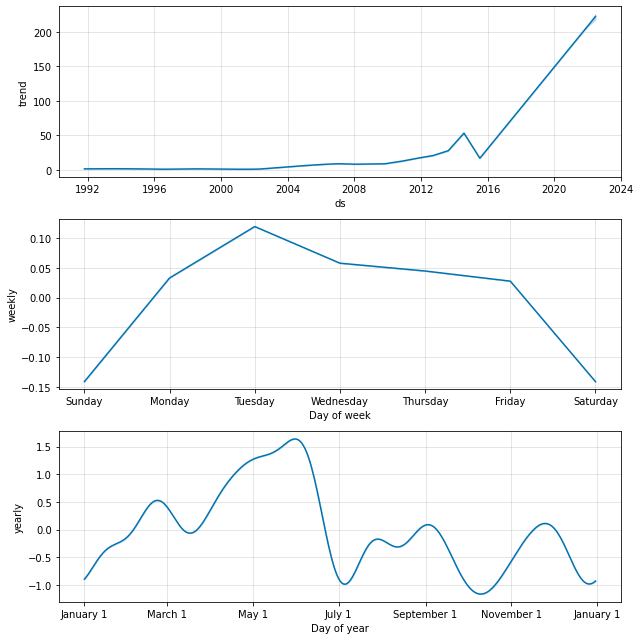 200
150
100
50
0
trend
1992 1996 2000 2004 2008 2012 2016 2020 2024
ds
0.10
0.05
0.00
−0.05
−0.10
−0.15
weekly
Sunday Monday Tuesday Wednesday Thursday Friday Saturday
Day of week
1.5
1.0
0.5
0.0
−0.5
−1.0
yearly
January 1 March 1 May 1 July 1 September 1 November 1 January 1
Day of year